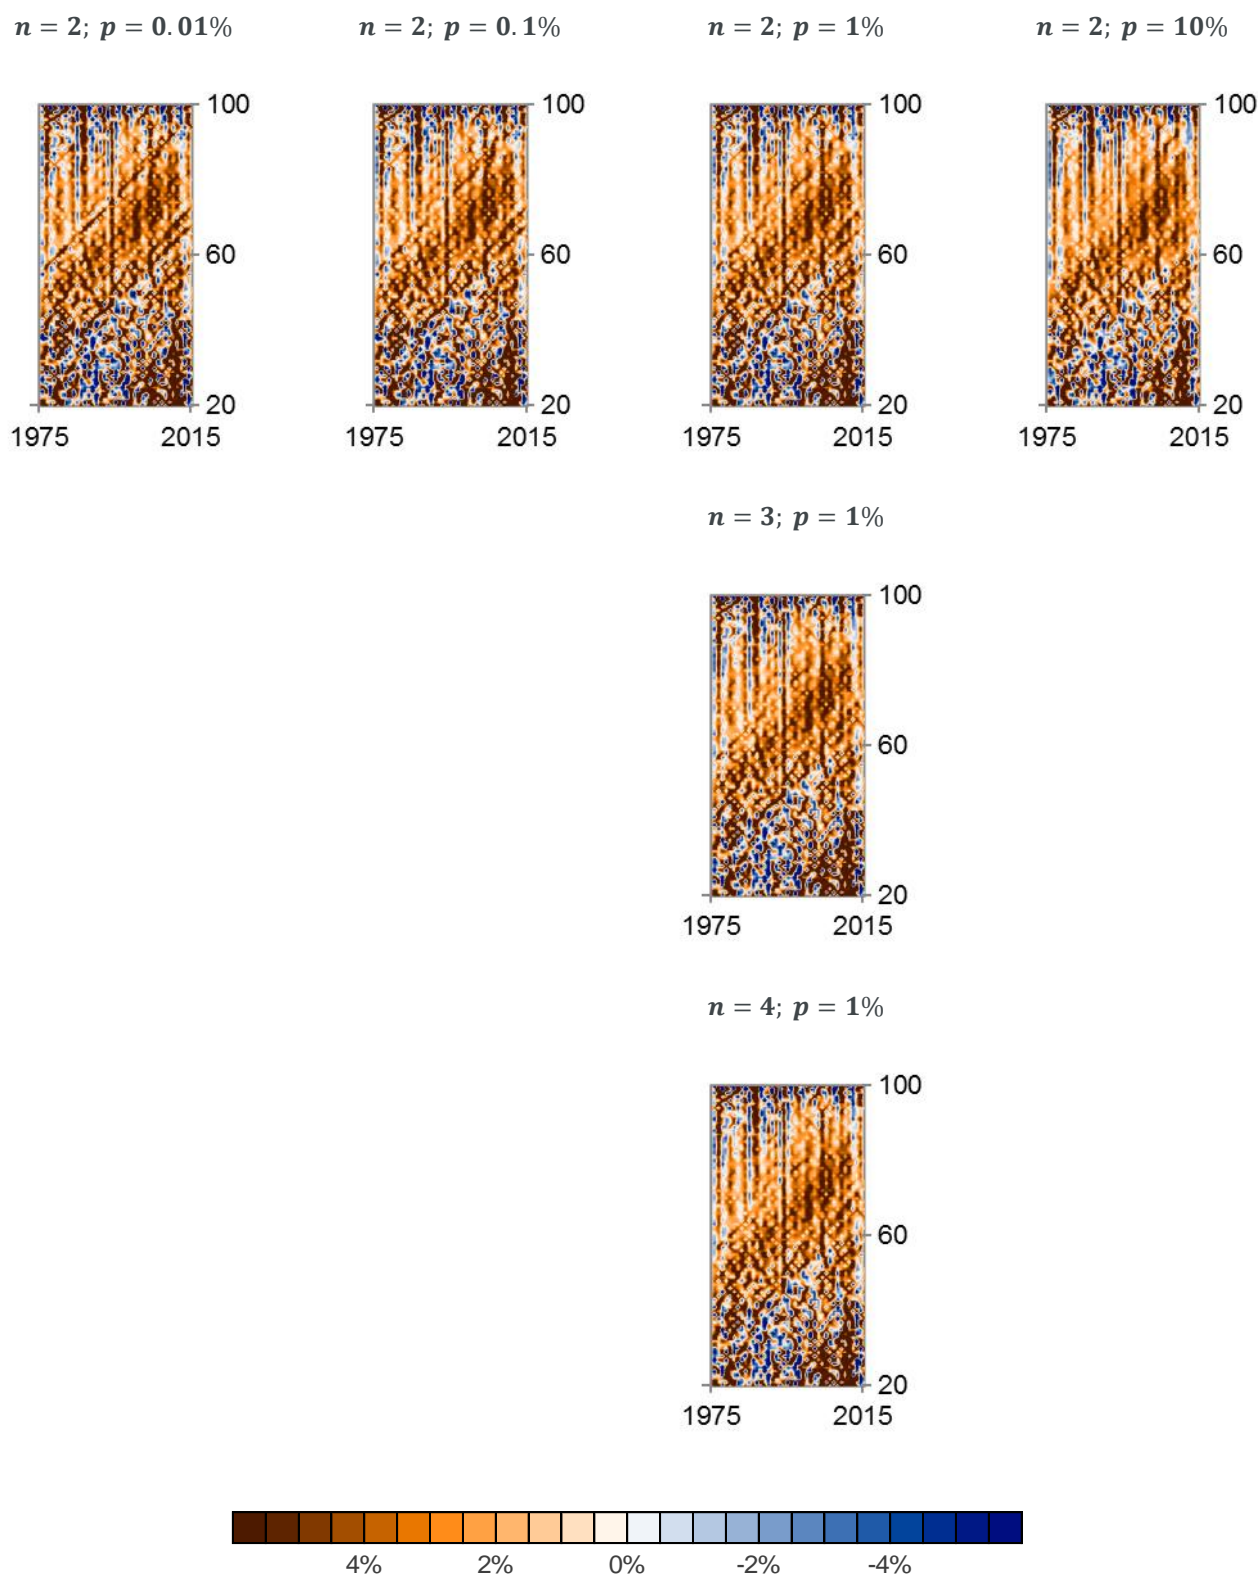 n = 2; p = 0.01% n = 2; p = 0.1% n = 2; p = 1% n = 2; p = 10%
100 100 100 100
60 60 60 60
20 20 20 20
1975 2015 1975 2015 1975 2015 1975 2015
n = 3; p = 1%
100
60
20
1975 2015
n = 4; p = 1%
100
60
20
1975 2015
4% 2% 0% -2% -4%